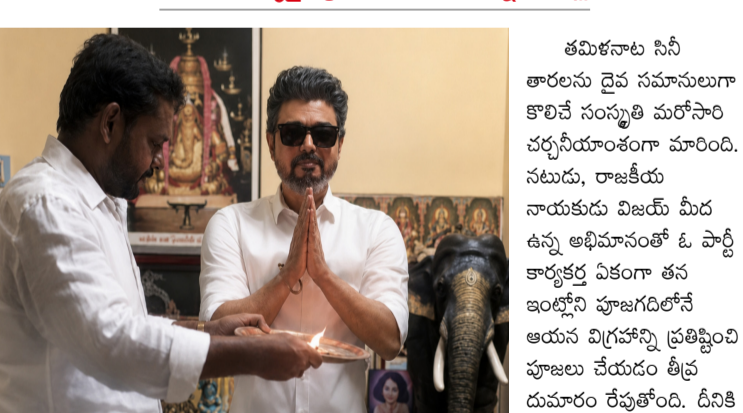 తమిళనాట సినీ
తారలను దైవ సమానులుగా
కొలిచే సంస్కృతి మరోసారి
చర్చనీయాంశంగా మారింది.
నటుడు, రాజకీయ
నాయకుడు విజయ్ మీద
ఉన్న అభిమానంతో ఓ పార్టీ
కార్యకర్త ఏకంగా తన
ఇంట్లోని పూజగదిలోనే
ఆయన విగ్రహాన్ని ప్రతిష్టించి
పూజలు చేయడం తీవ్ర
దుమారం రేపుతోంది. దీనికి